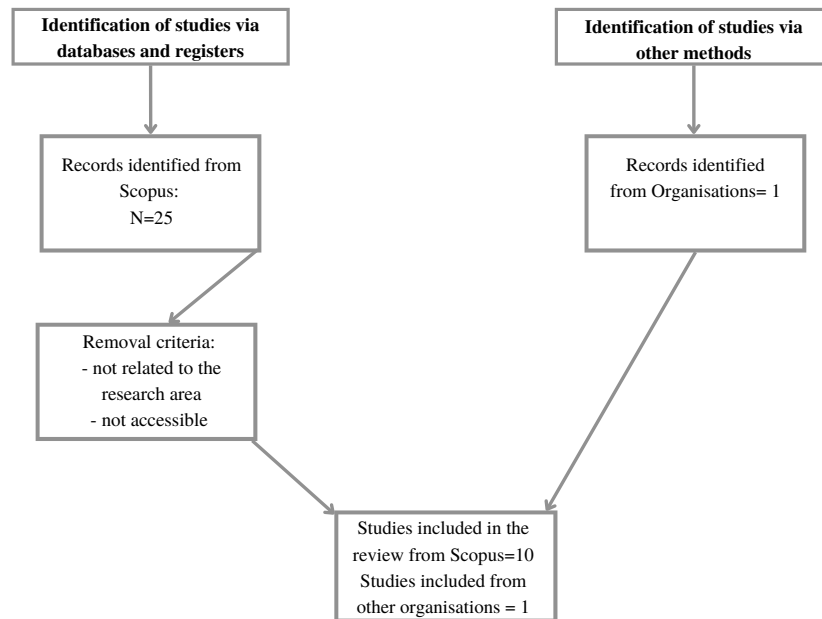 Identification of studies via
databases and registers
Identification of studies via
other methods
Records identified from
Scopus:
N=25
Records identified
from Organisations= 1
Removal criteria:
- not related to the
research area
- not accessible
Studies included in the
review from Scopus=10
Studies included from
other organisations = 1